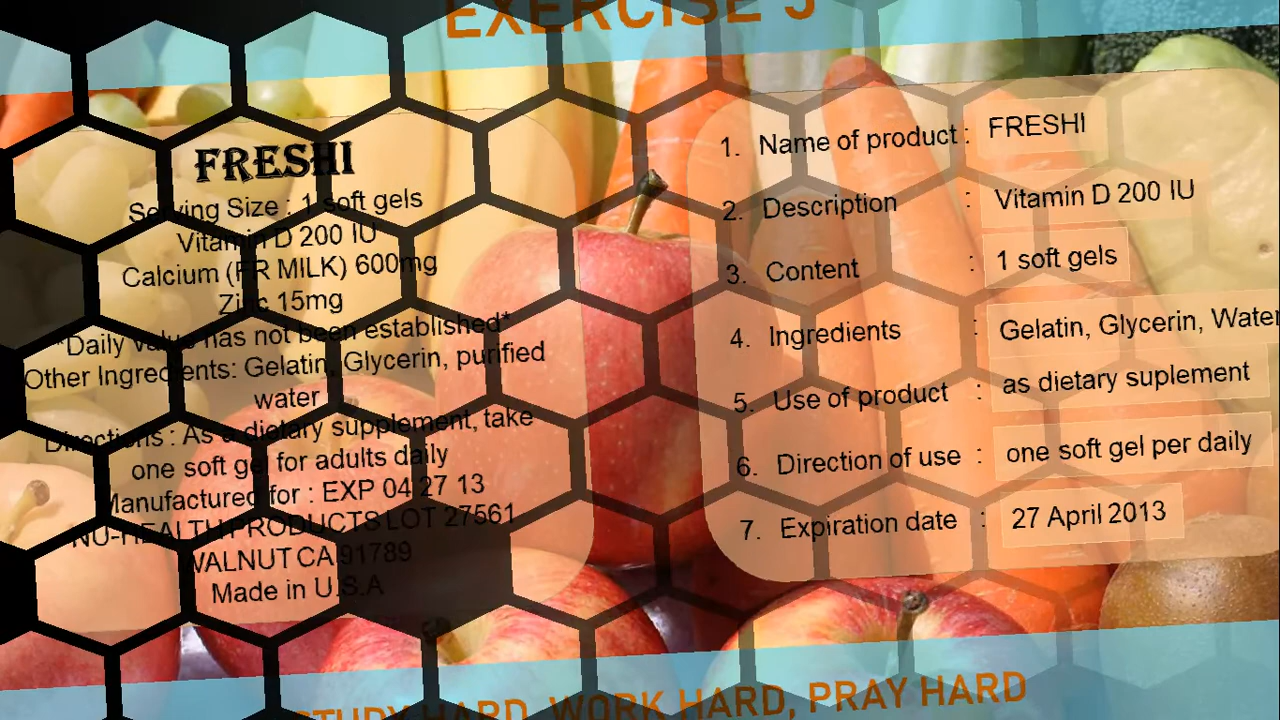 EXERCISE 5
FRESHI
Serving Size : 1 soft gels
Vitamin D 200 IU
Calcium (FR MILK) 600mg
Zinc 15mg
*Daily value has not been established*
Other Ingredients: Gelatin, Glycerin, purified
water
Directions : As a dietary supplement, take
one soft gel for adults daily
Manufactured for : EXP 04 27 13
NU-HEALTH PRODUCTS LOT 27561
WALNUT CA 91789
Made in U.S.A
1. Name of product : FRESHI
2. Description : Vitamin D 200 IU
3. Content : 1 soft gels
4. Ingredients : Gelatin, Glycerin, Water
5. Use of product : as dietary suplement
6. Direction of use : one soft gel per daily
7. Expiration date : 27 April 2013
STUDY HARD, WORK HARD, PRAY HARD